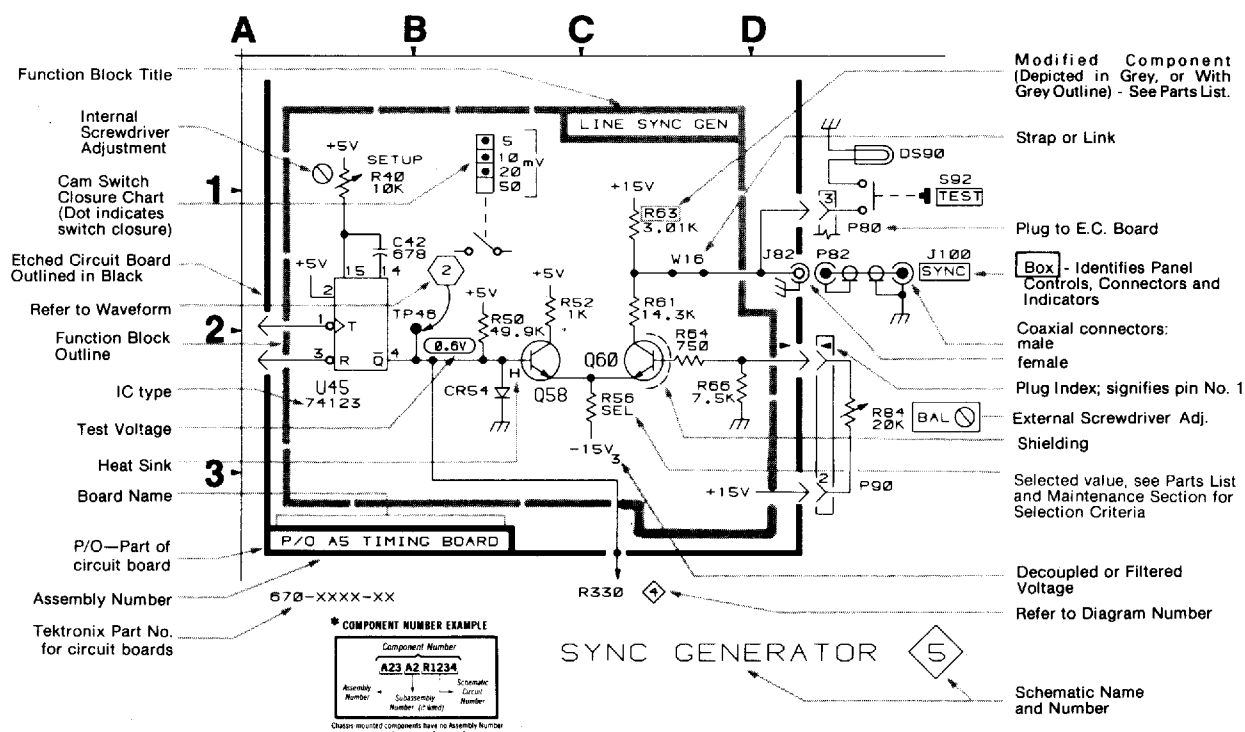 A B C D
Function Block Title
Internal
Screwdriver
Adjustment
Cam Switch
Closure Chart
(Dot indicates
switch closure)
Etched Circuit Board
Outlined in Black
Refer to Waveform
Function Block
Outline
IC type
Test Voltage
Heat Sink
Board Name
P/O—Part of
circuit board
Assembly Number
Tektronix Part No.
for circuit boards
1
2
3
LINE SYNC GEN
+5V
SETUP
R40
10K
5
10
20
50
mV
C42
678
15 14
+5V
2
1
T
3
R
Q̅
4
U45
74123
2
TP46
0.6V
+5V
R50
49.9K
CR54
H
+5V
R52
1K
Q58
Q60
R56
SEL
-15V3
+15V
R63
3.01K
W16
R61
14.3K
R64
750
R66
7.5K
+15V
P/O A5 TIMING BOARD
670-XXXX-XX
R330
4
DS90
S92
TEST
3
P80
J82 P82
J100
SYNC
R84
20K
BAL
2
P90
Modified Component
(Depicted in Grey, or With
Grey Outline) - See Parts List.
Strap or Link
Plug to E.C. Board
Box - Identifies Panel
Controls, Connectors and
Indicators
Coaxial connectors:
male
female
Plug Index; signifies pin No. 1
External Screwdriver Adj.
Shielding
Selected value, see Parts List
and Maintenance Section for
Selection Criteria
Decoupled or Filtered
Voltage
Refer to Diagram Number
Schematic Name
and Number
* COMPONENT NUMBER EXAMPLE
Component Number
A23 A2 R1234
Assembly
Number
Subassembly
Number (if used)
Schematic
Circuit
Number
Chassis-mounted components have no Assembly Number
SYNC GENERATOR 5